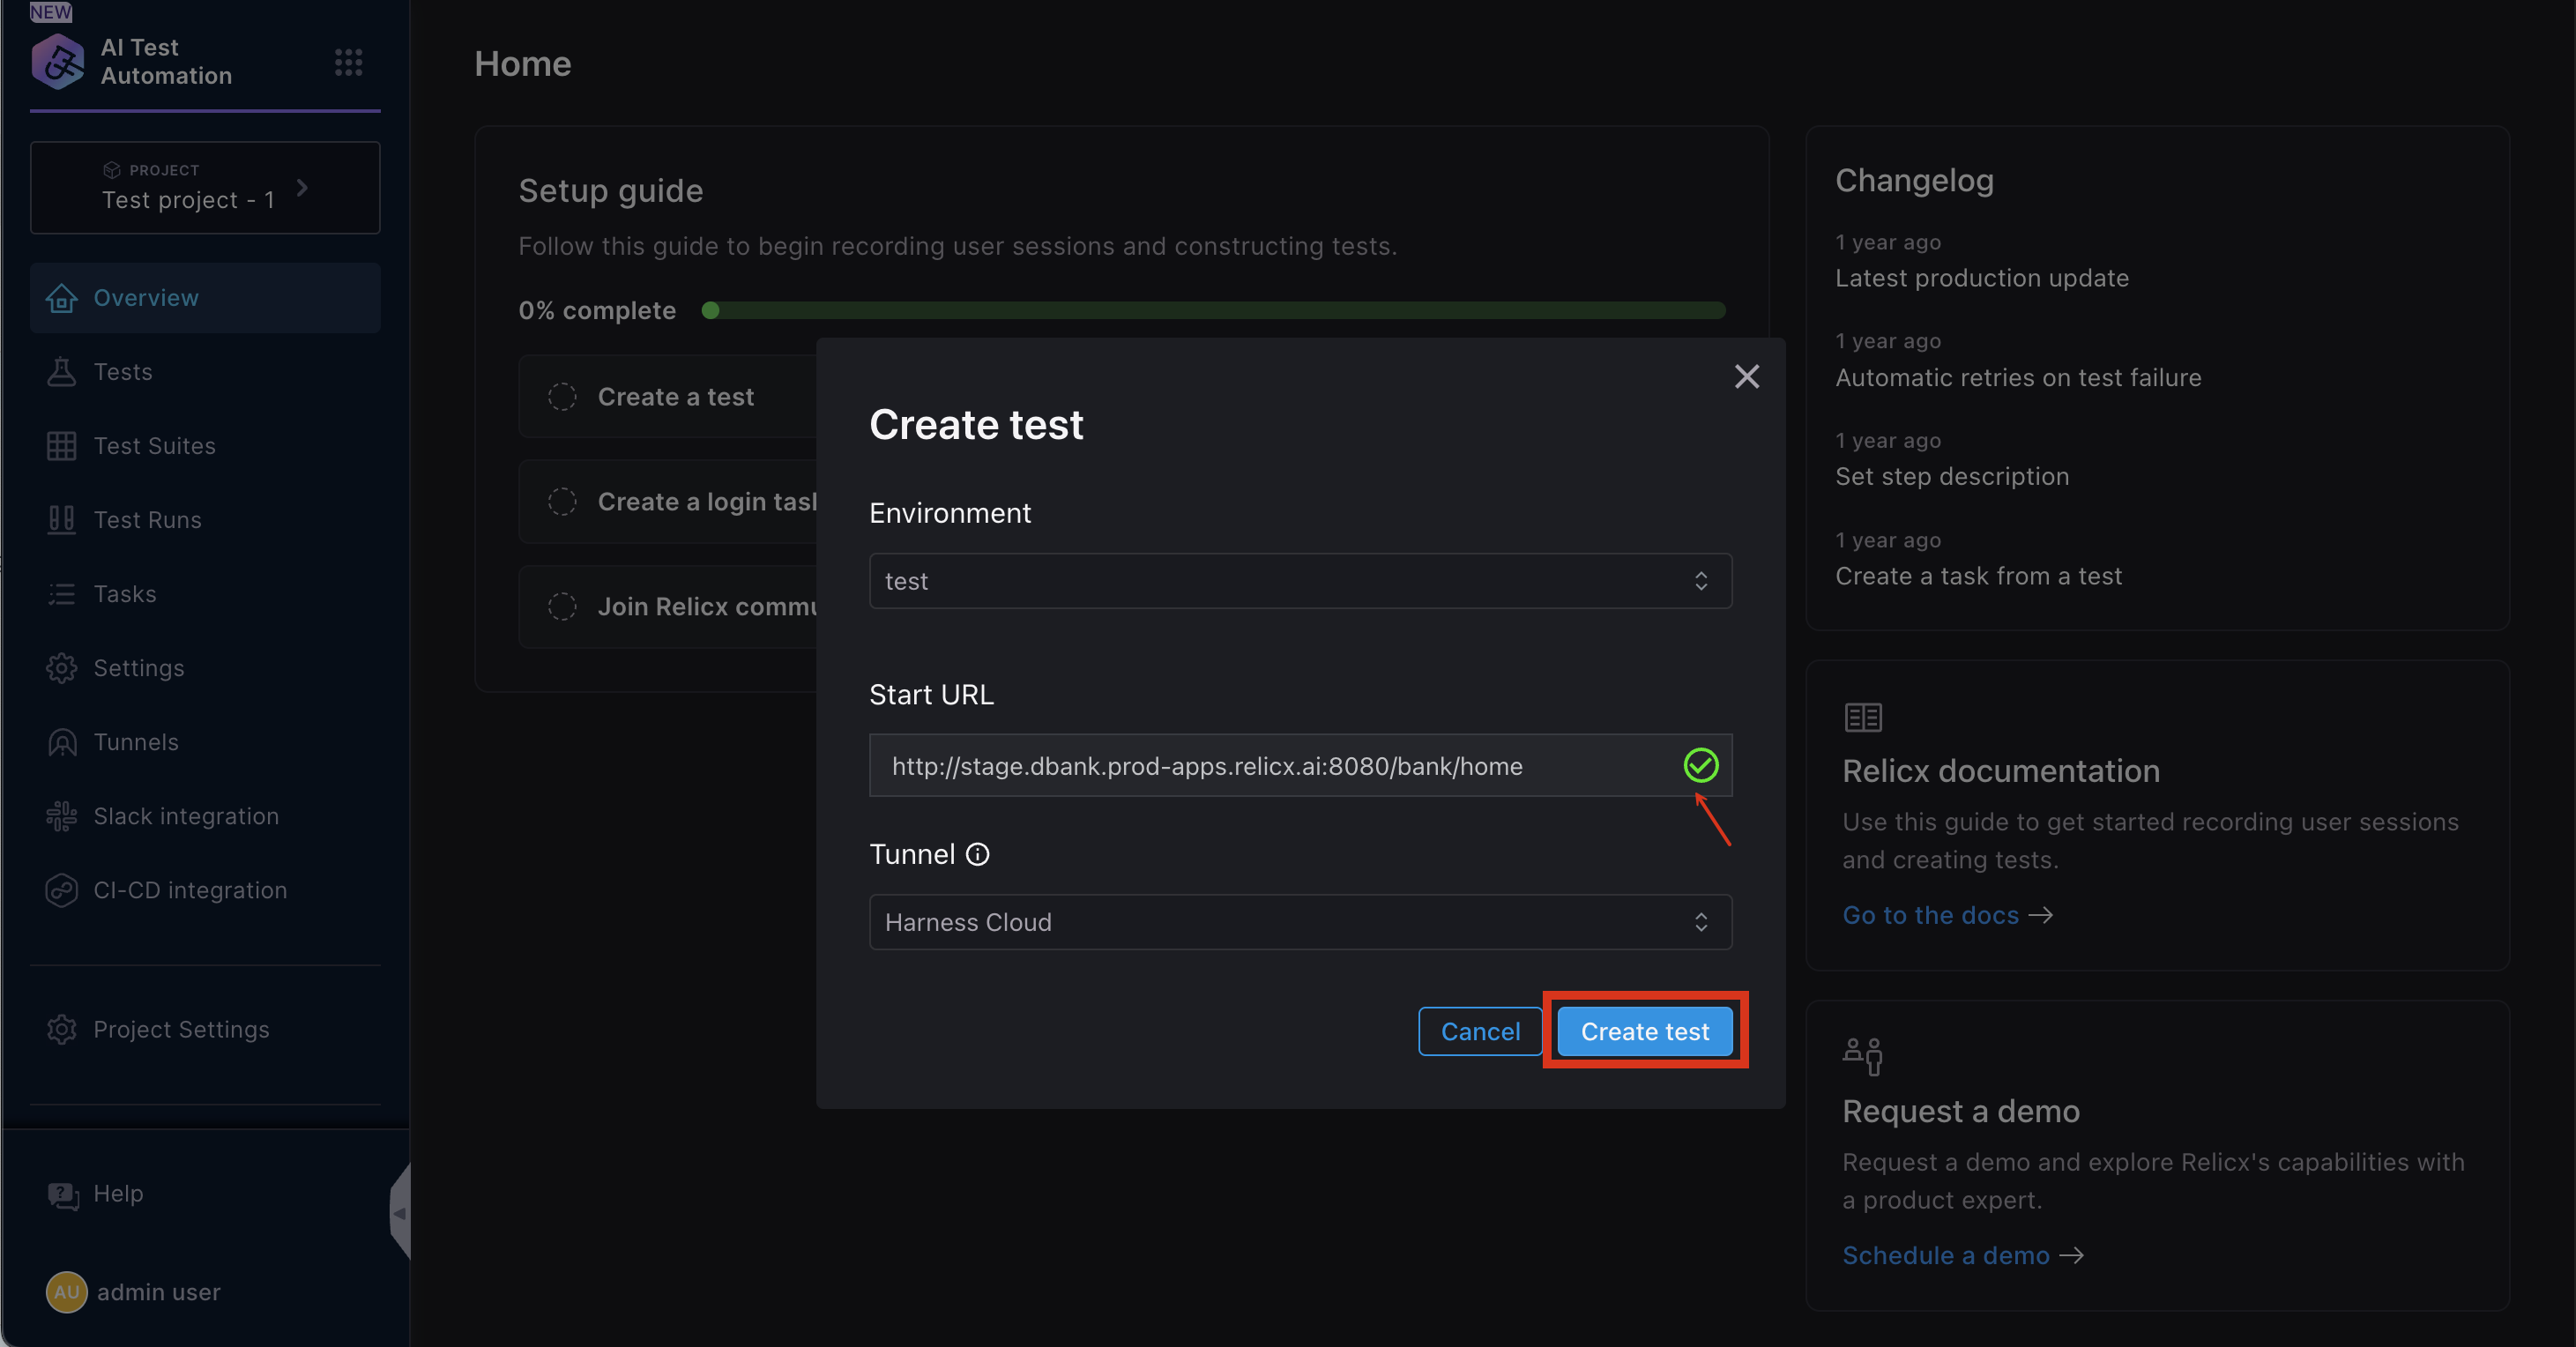 NEW
AI Test
Automation
PROJECT
Test project - 1
Overview
Tests
Test Suites
Test Runs
Tasks
Settings
Tunnels
Slack integration
CI-CD integration
Project Settings
Help
AU
admin user
Home
Setup guide
Follow this guide to begin recording user sessions and constructing tests.
0% complete
Create a test
Create a login task
Join Relicx commu
Create test
Environment
test
Start URL
http://stage.dbank.prod-apps.relicx.ai:8080/bank/home
Tunnel
Harness Cloud
Cancel
Create test
Changelog
1 year ago
Latest production update
1 year ago
Automatic retries on test failure
1 year ago
Set step description
1 year ago
Create a task from a test
Relicx documentation
Use this guide to get started recording user sessions
and creating tests.
Go to the docs →
Request a demo
Request a demo and explore Relicx's capabilities with
a product expert.
Schedule a demo →